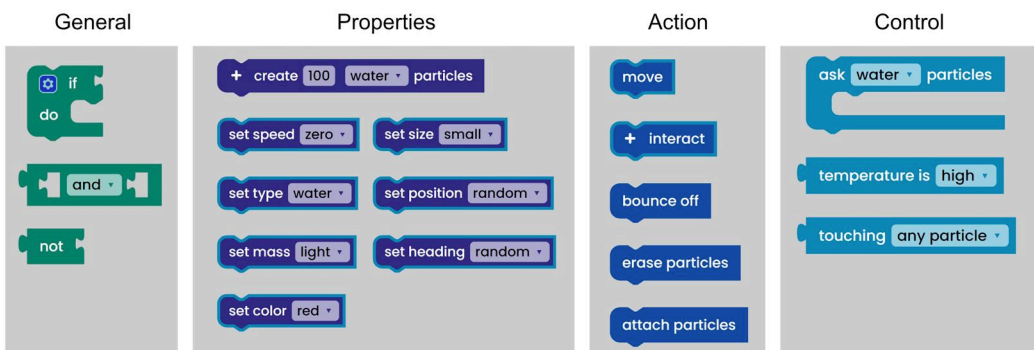 General
if
do
and
not
Properties
+ create 100 water particles
set speed zero
set size small
set type water
set position random
set mass light
set heading random
set color red
Action
move
+ interact
bounce off
erase particles
attach particles
Control
ask water particles
temperature is high
touching any particle